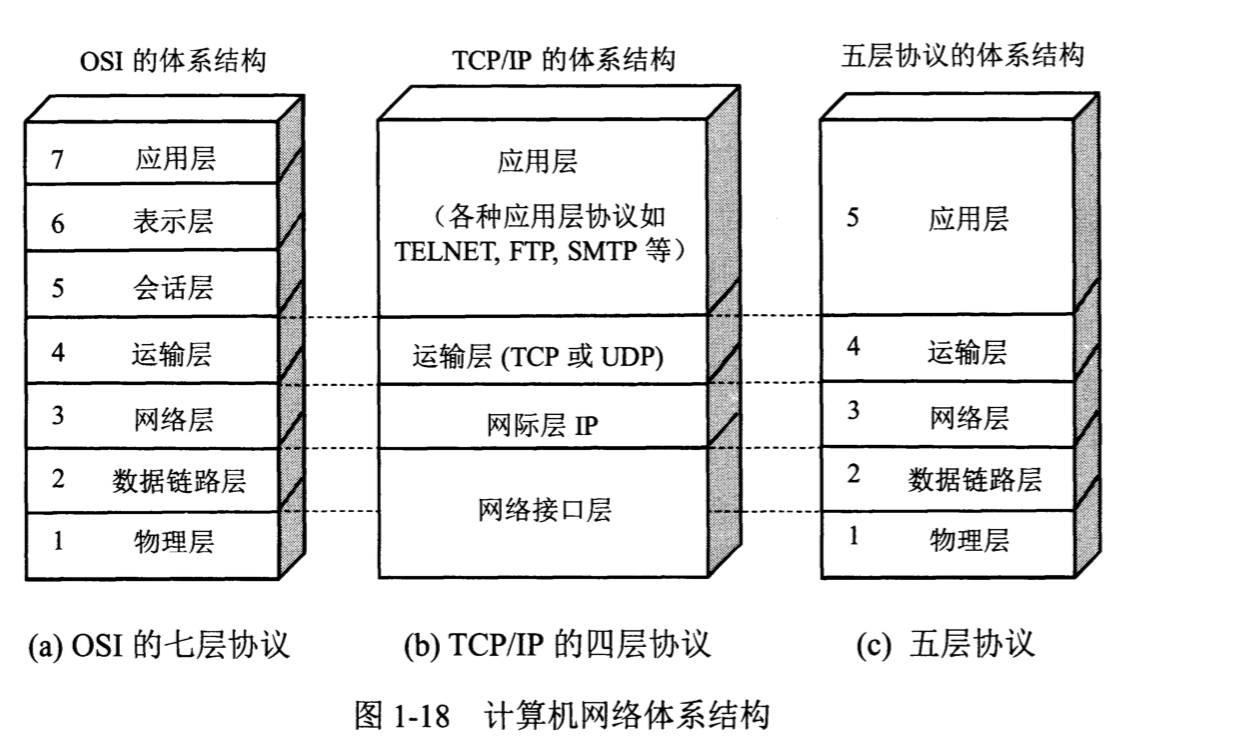 OSI 的体系结构
7 应用层
6 表示层
5 会话层
4 运输层
3 网络层
2 数据链路层
1 物理层
(a) OSI 的七层协议
TCP/IP 的体系结构
应用层
（各种应用层协议如
TELNET, FTP, SMTP 等）
运输层 (TCP 或 UDP)
网际层 IP
网络接口层
(b) TCP/IP 的四层协议
五层协议的体系结构
5 应用层
4 运输层
3 网络层
2 数据链路层
1 物理层
(c) 五层协议
图 1-18 计算机网络体系结构